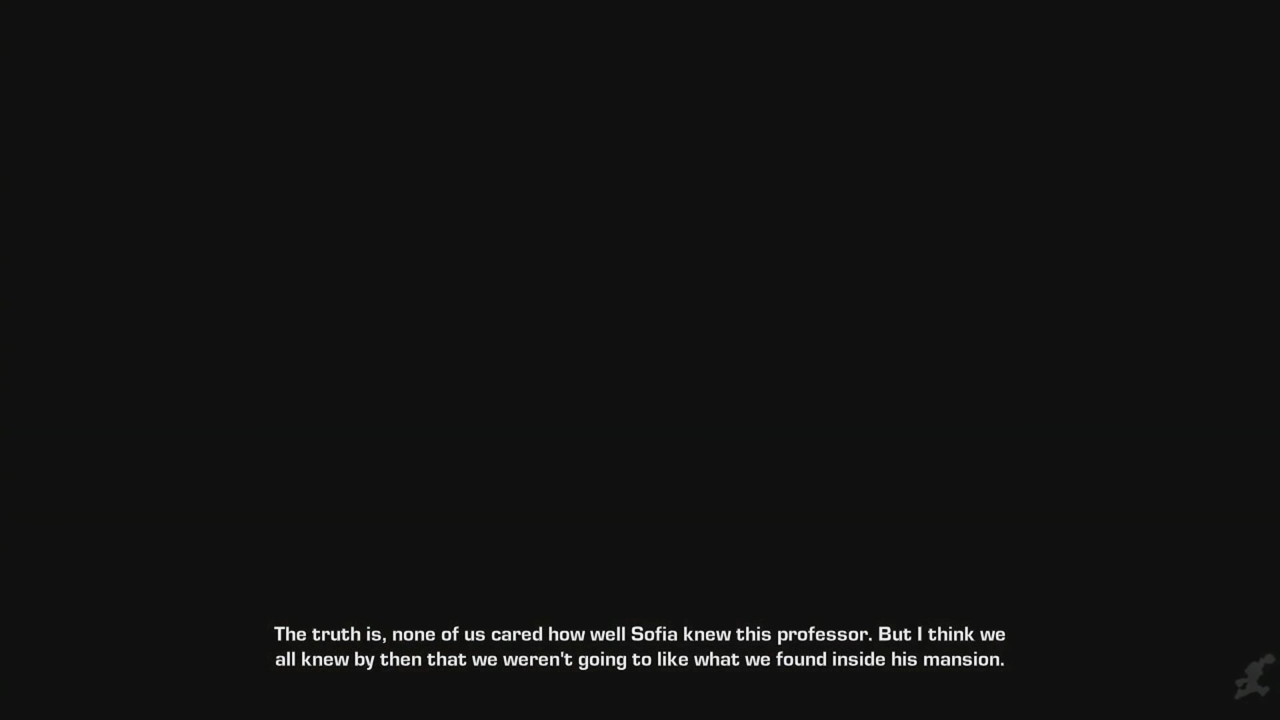 The truth is, none of us cared how well Sofia knew this professor. But I think we
all knew by then that we weren't going to like what we found inside his mansion.